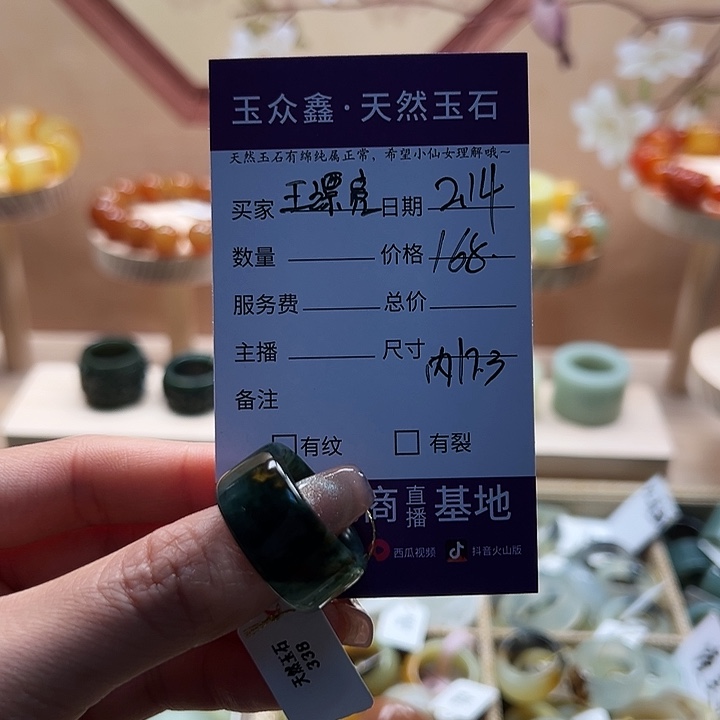 玉众鑫·天然玉石
天然玉石有绵纯属正常，希望小仙女理解哦~
买家 日期 2.14
数量 价格 168.
服务费 总价
主播 尺寸 内17.3
备注
有纹 有裂
商 直播 基地
西瓜视频 抖音火山版
天然玉石
338